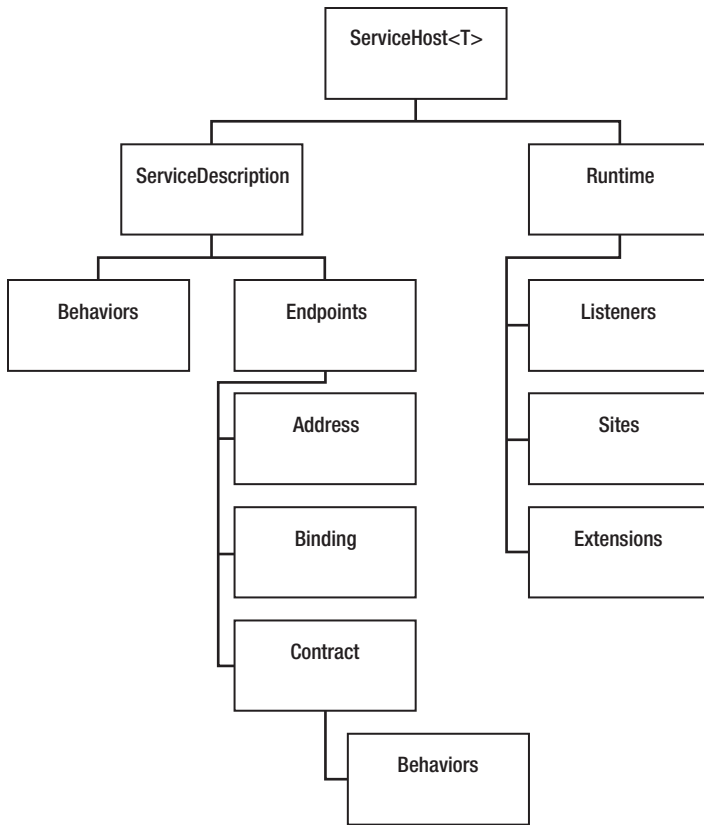 ServiceHost<T>
ServiceDescription
Runtime
Behaviors
Endpoints
Listeners
Address
Sites
Binding
Extensions
Contract
Behaviors